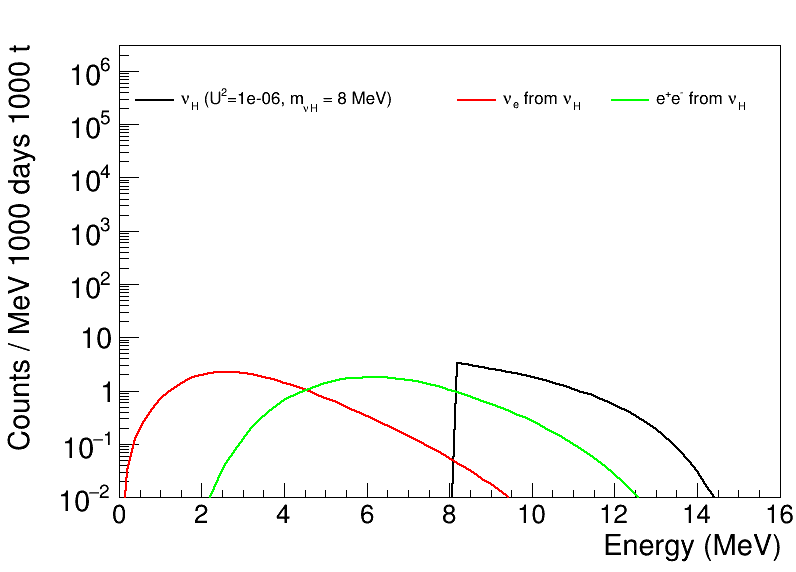 Counts / MeV 1000 days 1000 t
10⁶
10⁵
10⁴
10³
10²
10
1
10⁻¹
10⁻²
ν_H (U²=1e-06, m_νH = 8 MeV)
ν_e from ν_H
e⁺e⁻ from ν_H
0 2 4 6 8 10 12 14 16
Energy (MeV)